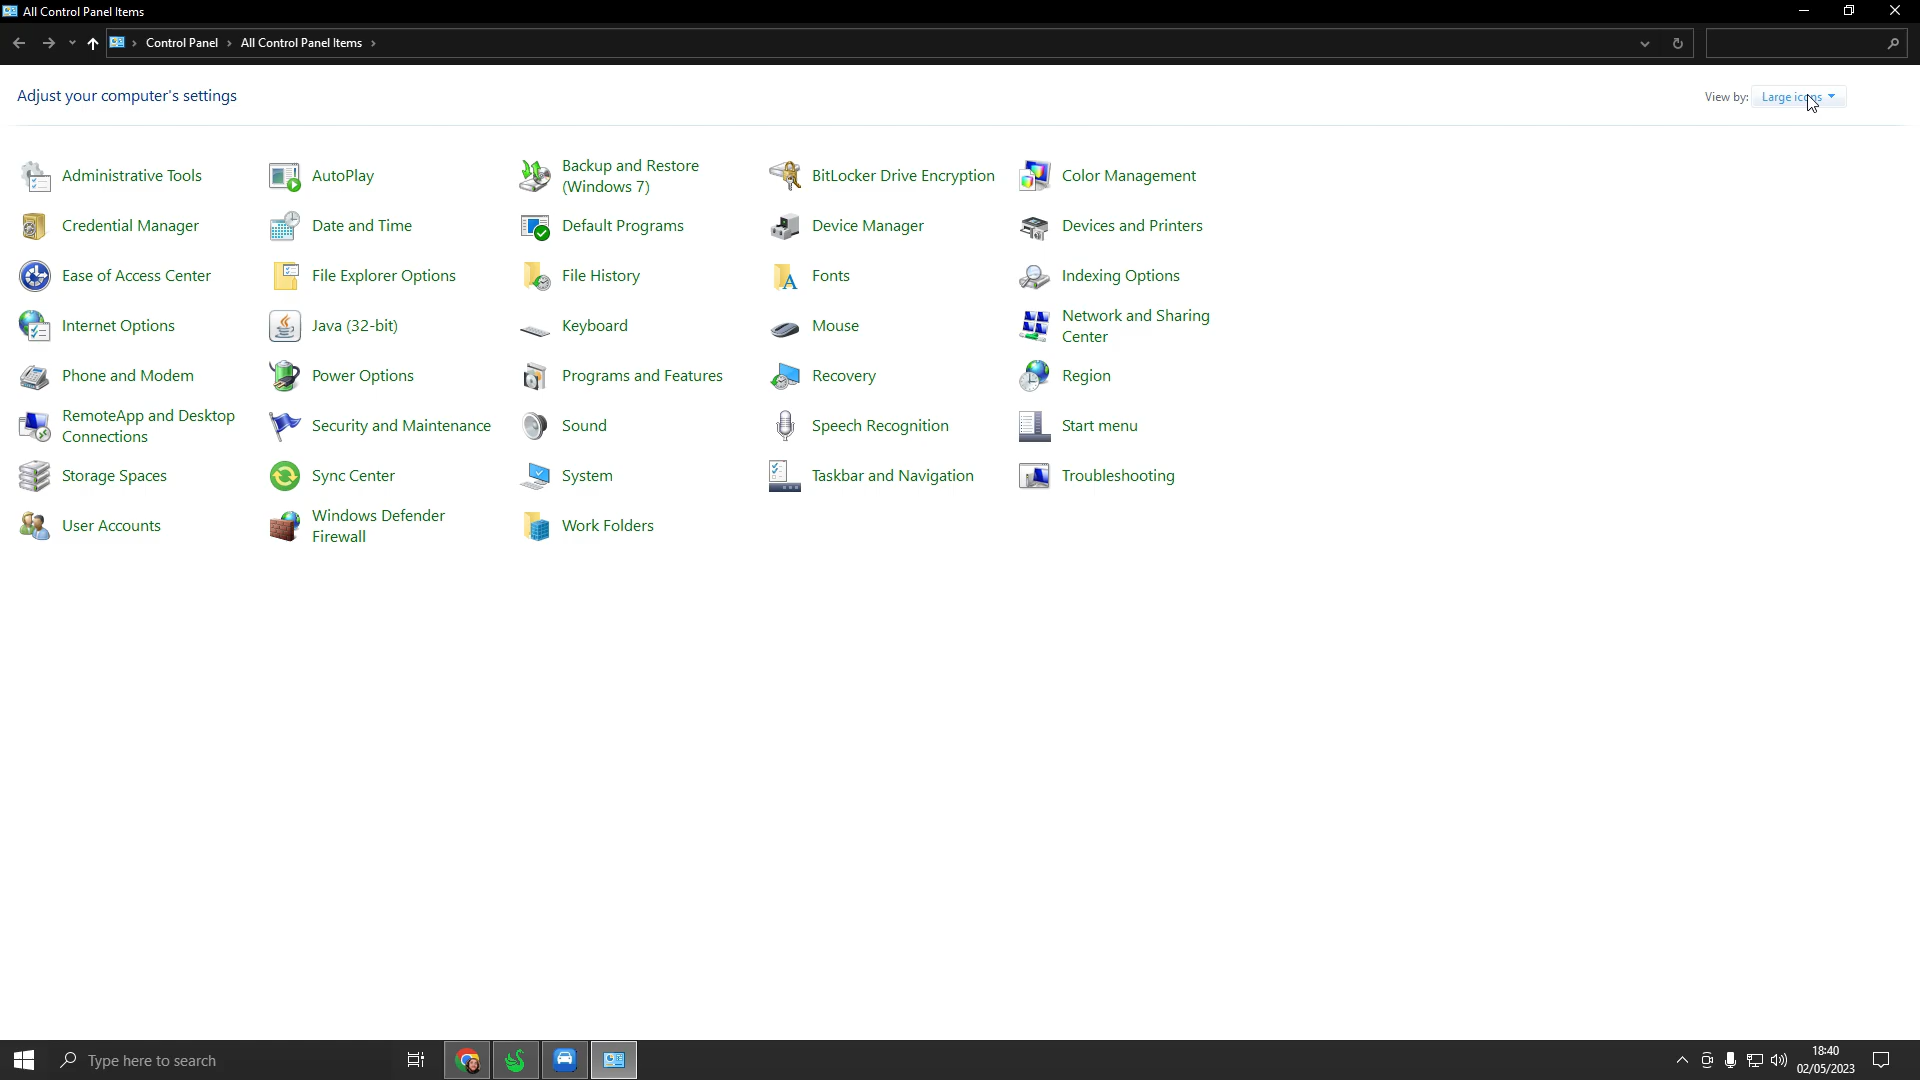 All Control Panel Items
Control Panel > All Control Panel Items >
Adjust your computer's settings
View by: Large icons
Administrative Tools
AutoPlay
Backup and Restore
(Windows 7)
BitLocker Drive Encryption
Color Management
Credential Manager
Date and Time
Default Programs
Device Manager
Devices and Printers
Ease of Access Center
File Explorer Options
File History
Fonts
Indexing Options
Internet Options
Java (32-bit)
Keyboard
Mouse
Network and Sharing
Center
Phone and Modem
Power Options
Programs and Features
Recovery
Region
RemoteApp and Desktop
Connections
Security and Maintenance
Sound
Speech Recognition
Start menu
Storage Spaces
Sync Center
System
Taskbar and Navigation
Troubleshooting
User Accounts
Windows Defender
Firewall
Work Folders
Type here to search
18:40
02/05/2023